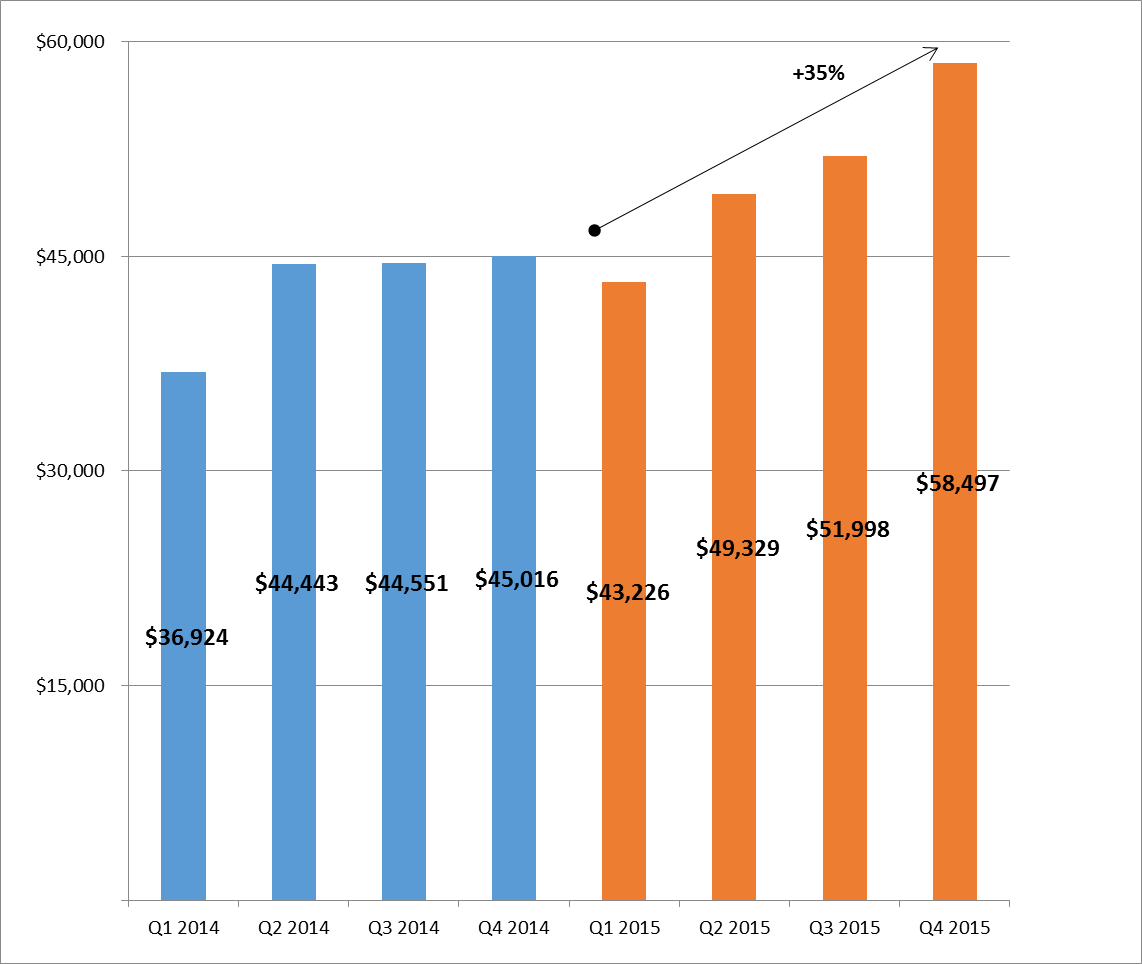 $60,000
+35%
$45,000
$30,000
$58,497
$51,998
$49,329
$45,016
$44,443
$44,551
$43,226
$36,924
$15,000
Q1 2014
Q2 2014
Q3 2014
Q4 2014
Q1 2015
Q2 2015
Q3 2015
Q4 2015